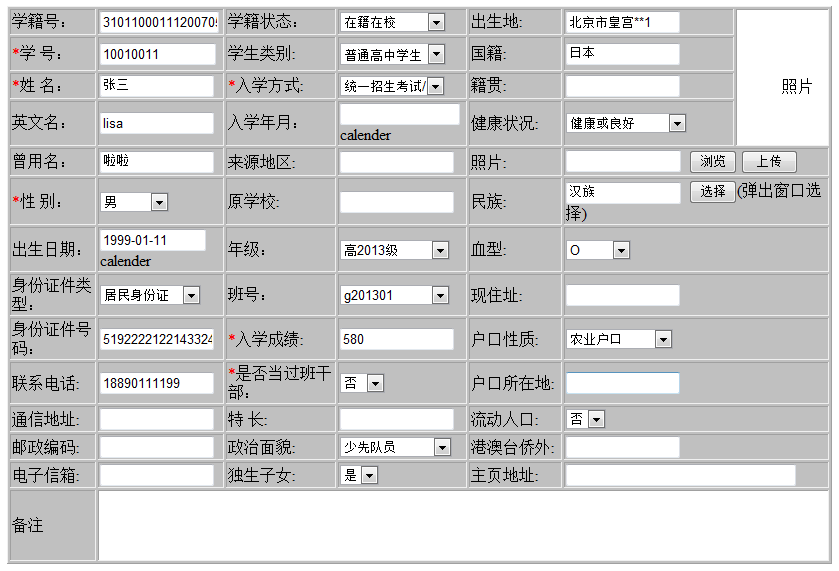 学籍号: 3101100011120070 学籍状态: 在籍在校 出生地: 北京市皇宫**1
*学 号: 10010011 学生类别: 普通高中学生 国籍: 日本
*姓 名: 张三 *入学方式: 统一招生考试/ 籍贯: 照片
英文名: lisa 入学年月: calender 健康状况: 健康或良好
曾用名: 啦啦 来源地区: 照片: 浏览 上传
*性 别: 男 原学校: 民族: 汉族 选择 (弹出窗口选
择)
出生日期: 1999-01-11 年级: 高2013级 血型: O
calender
身份证件类 居民身份证 班号: g201301 现住址:
型:
身份证件号 5192222122143324 *入学成绩: 580 户口性质: 农业户口
码:
联系电话: 18890111199 *是否当过班干 否 户口所在地:
部:
通信地址: 特 长: 流动人口: 否
邮政编码: 政治面貌: 少先队员 港澳台侨外:
电子信箱: 独生子女: 是 主页地址:
备注